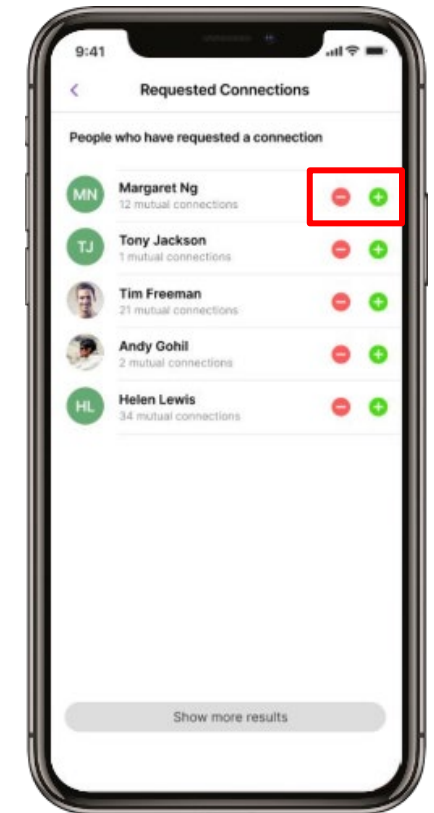 9:41
Requested Connections
People who have requested a connection
MN
Margaret Ng
12 mutual connections
TJ
Tony Jackson
1 mutual connections
Tim Freeman
21 mutual connections
Andy Gohil
2 mutual connections
HL
Helen Lewis
34 mutual connections
Show more results